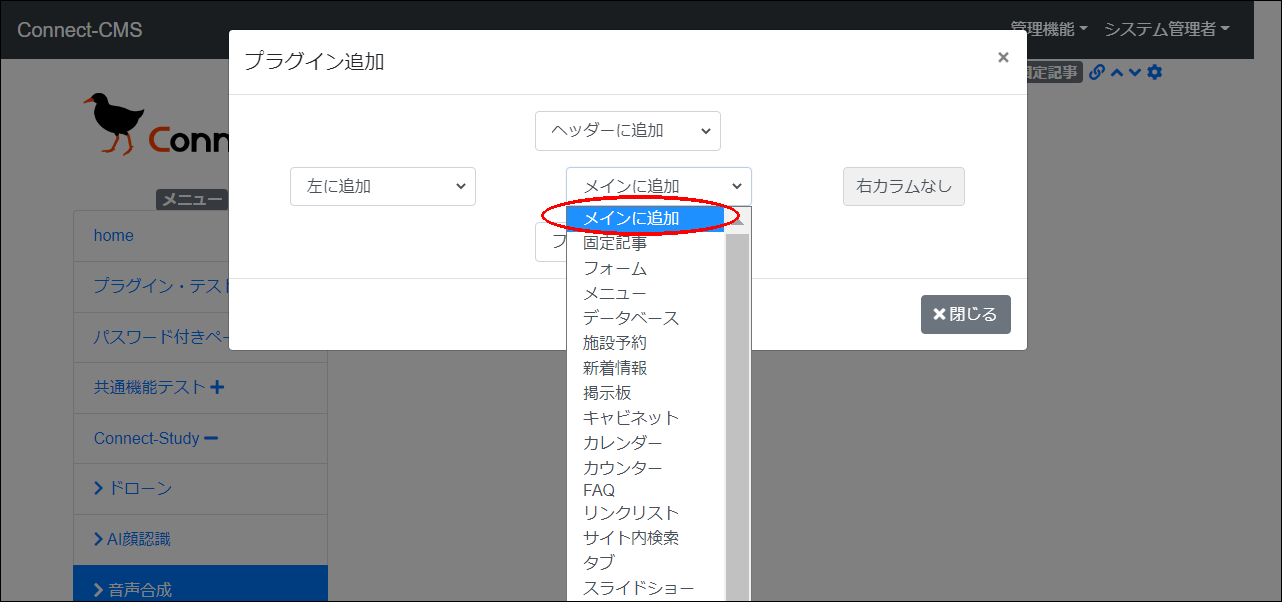 Connect-CMS
管理機能
システム管理者
プラグイン追加
×
固定記事
ヘッダーに追加
Conn
左に追加
メインに追加
右カラムなし
メニュー
メインに追加
フ
home
固定記事
フォーム
プラグイン・テスト
メニュー
閉じる
データベース
パスワード付きペー
施設予約
新着情報
共通機能テスト
掲示板
キャビネット
Connect-Study
カレンダー
カウンター
ドローン
FAQ
リンクリスト
AI顔認識
サイト内検索
タブ
音声合成
スライドショー